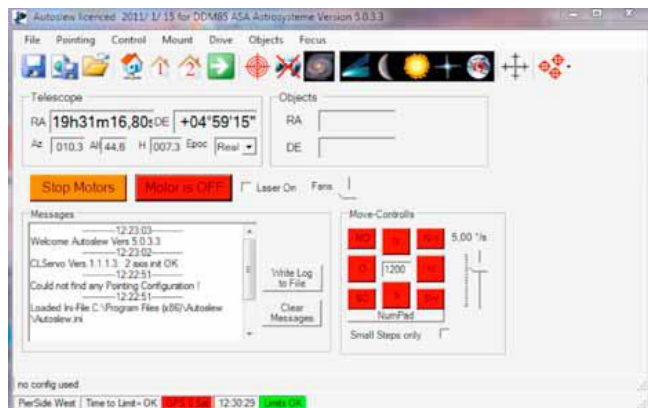 Autoslew licenced 2011/ 1/ 15 for DDM85 ASA Astrosysteme Version 5.0.3.3
File Pointing Control Mount Drive Objects Focus
Telescope
RA 19h31m16,80s DE +04°59'15"
Az 010.3 Alt 44.6 H 007.3 Epoc Real
Objects
RA
DE
Stop Motors
Motor is OFF
Laser On
Fans
Messages
------------12:23:03------------
Welcome Autoslew Vers 5.0.3.3
------------12:23:02------------
CLServo Vers.1.1.1.3. 2 axis init OK
------------12:22:51------------
Could not find any Pointing Configuration !
------------12:22:51------------
Loaded Ini-File C:\Program Files (x86)\Autoslew
\Autoslew.ini
Write Log
to File
Clear
Messages
Move-Controlls
NO N 5.00 °/s
O 1200
SO S
NumPad
Small Steps only
no config used
PierSide West Time to Limit= OK GPS 0 Sat 12:30:29 Limits OK